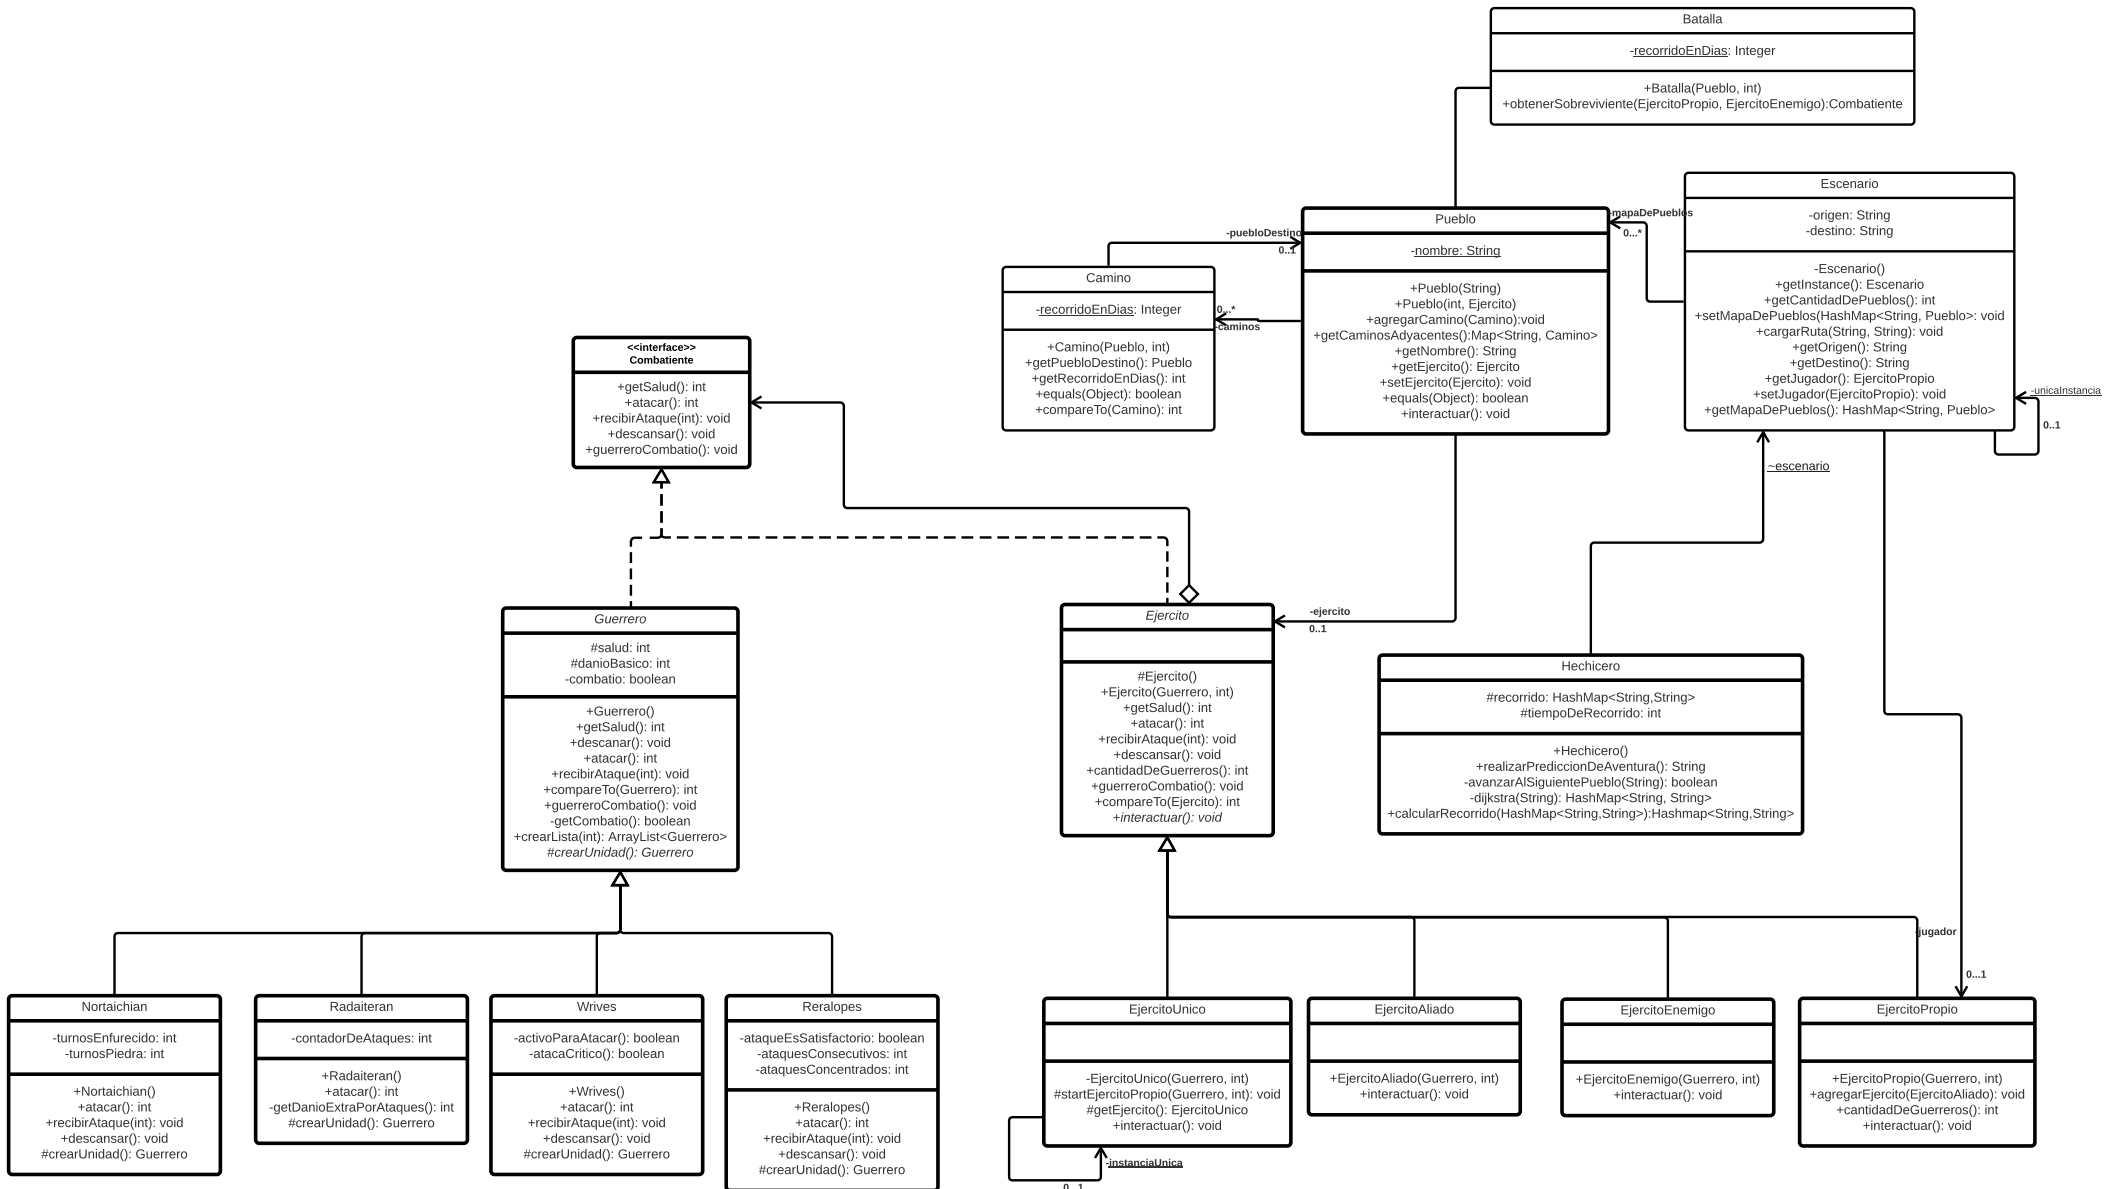 Batalla
-recorridoEnDias: Integer
+Batalla(Pueblo, int)
+obtenerSobreviviente(EjercitoPropio, EjercitoEnemigo):Combatiente
Escenario
-origen: String
-destino: String
-Escenario()
+getInstance(): Escenario
+getCantidadDePueblos(): int
+setMapaDePueblos(HashMap<String, Pueblo>: void
+cargarRuta(String, String): void
+getOrigen(): String
+getDestino(): String
+getJugador(): EjercitoPropio
+setJugador(EjercitoPropio): void
+getMapaDePueblos(): HashMap<String, Pueblo>
-unicaInstancia
0..1
-mapaDePueblos
0...*
Pueblo
-nombre: String
+Pueblo(String)
+Pueblo(int, Ejercito)
+agregarCamino(Camino):void
+getCaminosAdyacentes():Map<String, Camino>
+getNombre(): String
+getEjercito(): Ejercito
+setEjercito(Ejercito): void
+equals(Object): boolean
+interactuar(): void
-puebloDestino
0..1
Camino
-recorridoEnDias: Integer
+Camino(Pueblo, int)
+getPuebloDestino(): Pueblo
+getRecorridoEnDias(): int
+equals(Object): boolean
+compareTo(Camino): int
0...*
-caminos
<<interface>>
Combatiente
+getSalud(): int
+atacar(): int
+recibirAtaque(int): void
+descansar(): void
+guerreroCombatio(): void
~escenario
Guerrero
#salud: int
#danioBasico: int
-combatio: boolean
+Guerrero()
+getSalud(): int
+descanar(): void
+atacar(): int
+recibirAtaque(int): void
+compareTo(Guerrero): int
+guerreroCombatio(): void
-getCombatio(): boolean
+crearLista(int): ArrayList<Guerrero>
#crearUnidad(): Guerrero
Ejercito
#Ejercito()
+Ejercito(Guerrero, int)
+getSalud(): int
+atacar(): int
+recibirAtaque(int): void
+descansar(): void
+cantidadDeGuerreros(): int
+guerreroCombatio(): void
+compareTo(Ejercito): int
+interactuar(): void
-ejercito
0..1
Hechicero
#recorrido: HashMap<String,String>
#tiempoDeRecorrido: int
+Hechicero()
+realizarPrediccionDeAventura(): String
-avanzarAlSiguientePueblo(String): boolean
-dijkstra(String): HashMap<String, String>
+calcularRecorrido(HashMap<String,String>):Hashmap<String,String>
-jugador
0...1
Nortaichian
-turnosEnfurecido: int
-turnosPiedra: int
+Nortaichian()
+atacar(): int
+recibirAtaque(int): void
+descansar(): void
#crearUnidad(): Guerrero
Radaiteran
-contadorDeAtaques: int
+Radaiteran()
+atacar(): int
-getDanioExtraPorAtaques(): int
#crearUnidad(): Guerrero
Wrives
-activoParaAtacar(): boolean
-atacaCritico(): boolean
+Wrives()
+atacar(): int
+recibirAtaque(int): void
+descansar(): void
#crearUnidad(): Guerrero
Reralopes
-ataqueEsSatisfactorio: boolean
-ataquesConsecutivos: int
-ataquesConcentrados: int
+Reralopes()
+atacar(): int
+recibirAtaque(int): void
+descansar(): void
#crearUnidad(): Guerrero
EjercitoUnico
-EjercitoUnico(Guerrero, int)
#startEjercitoPropio(Guerrero, int): void
#getEjercito(): EjercitoUnico
+interactuar(): void
-instanciaUnica
0...1
EjercitoAliado
+EjercitoAliado(Guerrero, int)
+interactuar(): void
EjercitoEnemigo
+EjercitoEnemigo(Guerrero, int)
+interactuar(): void
EjercitoPropio
+EjercitoPropio(Guerrero, int)
+agregarEjercito(EjercitoAliado): void
+cantidadDeGuerreros(): int
+interactuar(): void